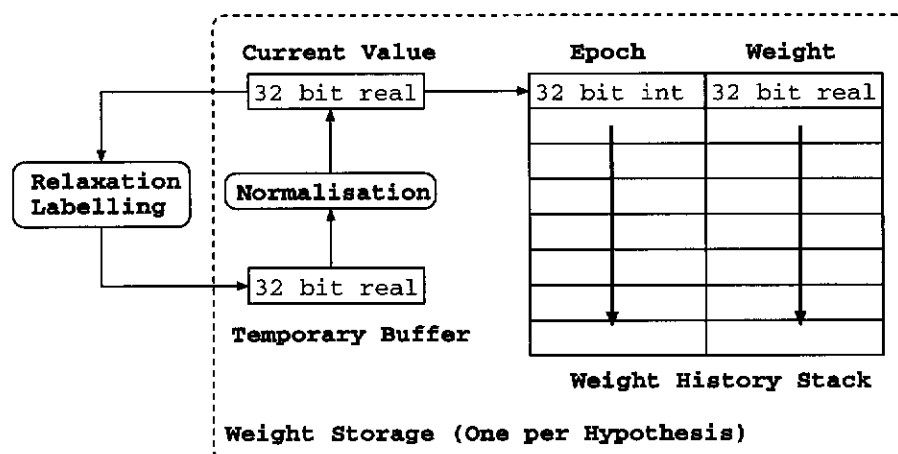 Current Value
Epoch Weight
32 bit real
32 bit int 32 bit real
Relaxation
Labelling
Normalisation
32 bit real
Temporary Buffer
Weight History Stack
Weight Storage (One per Hypothesis)